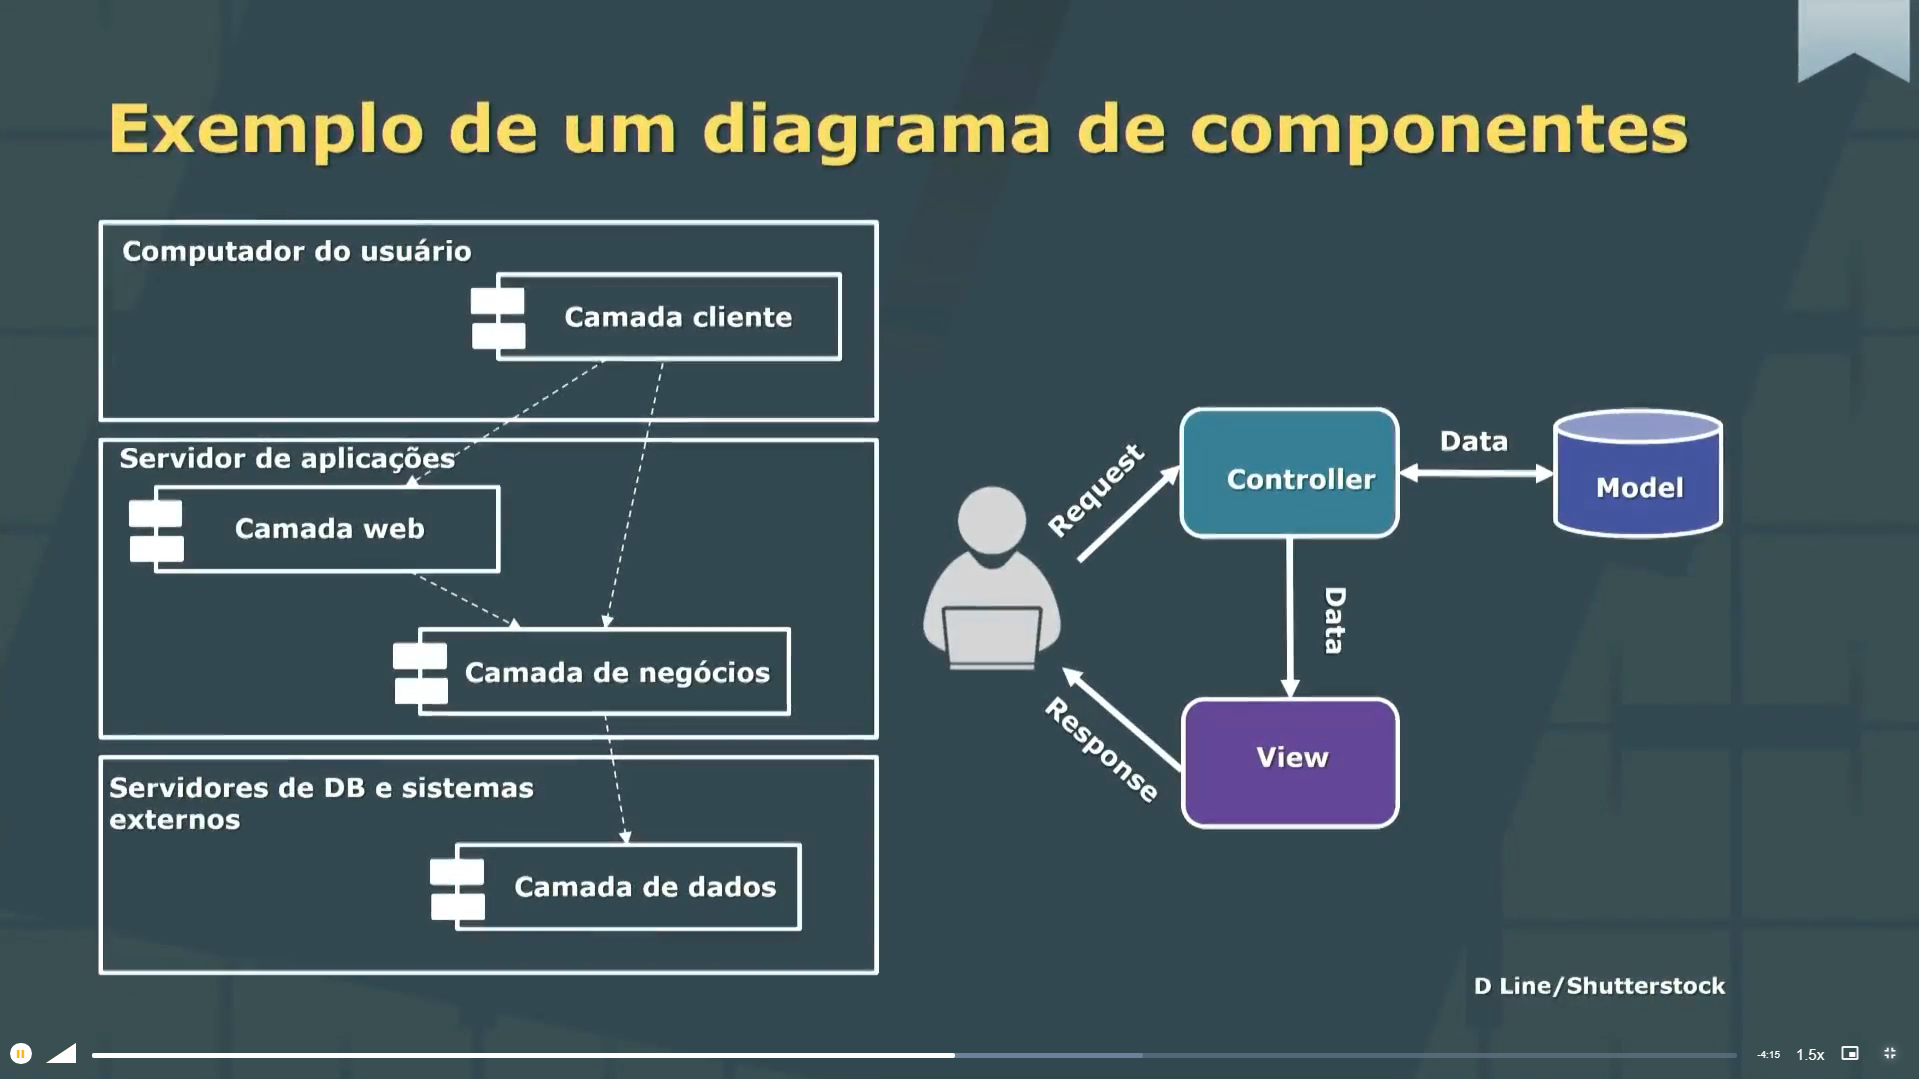 Exemplo de um diagrama de componentes
Computador do usuário
Camada cliente
Servidor de aplicações
Camada web
Camada de negócios
Servidores de DB e sistemas
externos
Camada de dados
Request
Controller
Data
Model
Data
Response
View
D Line/Shutterstock
-4:15
1.5x